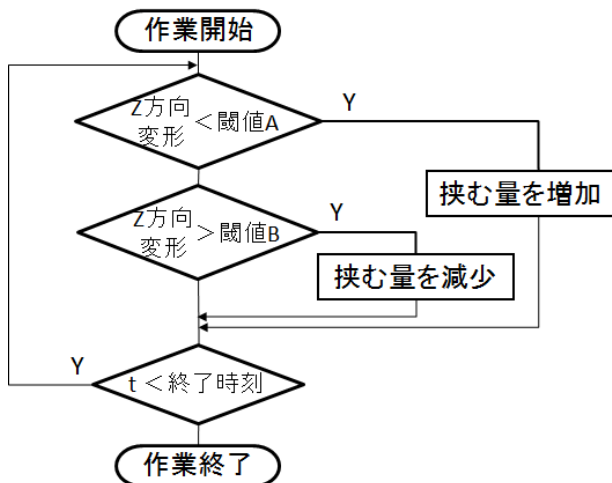 作業開始
Z方向
変形
＜閾値A
Y
挟む量を増加
Z方向
変形
＞閾値B
Y
挟む量を減少
Y
t＜終了時刻
作業終了